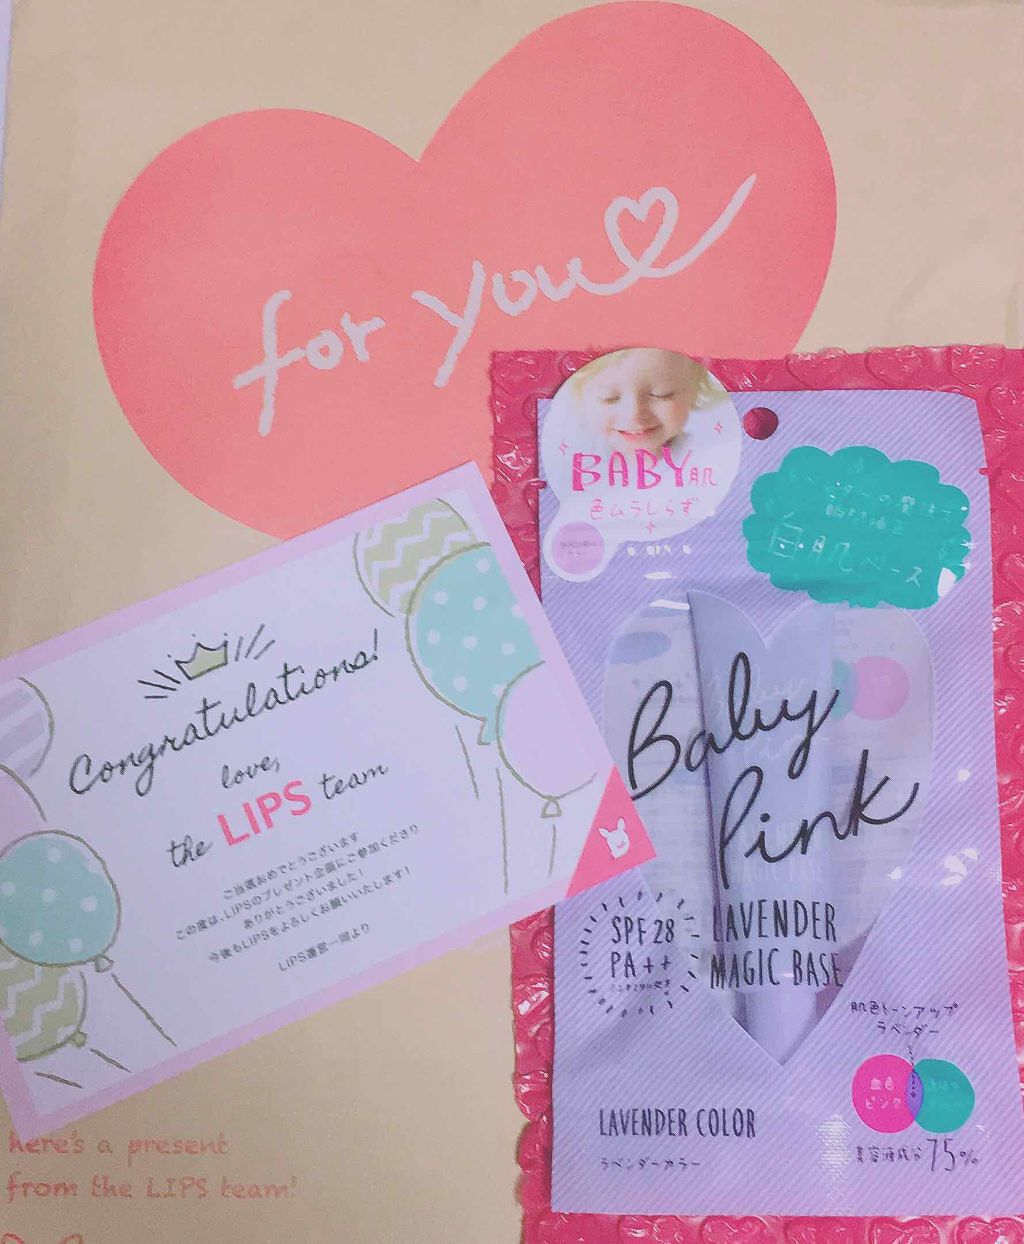 for you
BABY肌
色ムラしらず
白肌ベース
Congratulations!
love,
the LIPS team
ご当選おめでとうございます
この度は、LIPSのプレゼント企画にご参加くださり
ありがとうございました!
今後もLIPSをよろしくお願いいたします!
LIPS運営一同より
Baby
Pink
SPF 28
PA++
LAVENDER
MAGIC BASE
肌色トーンアップ
ラベンダー
血色
ピンク
LAVENDER COLOR
ラベンダーカラー
美容液成分75%
here's a present
from the LIPS team!